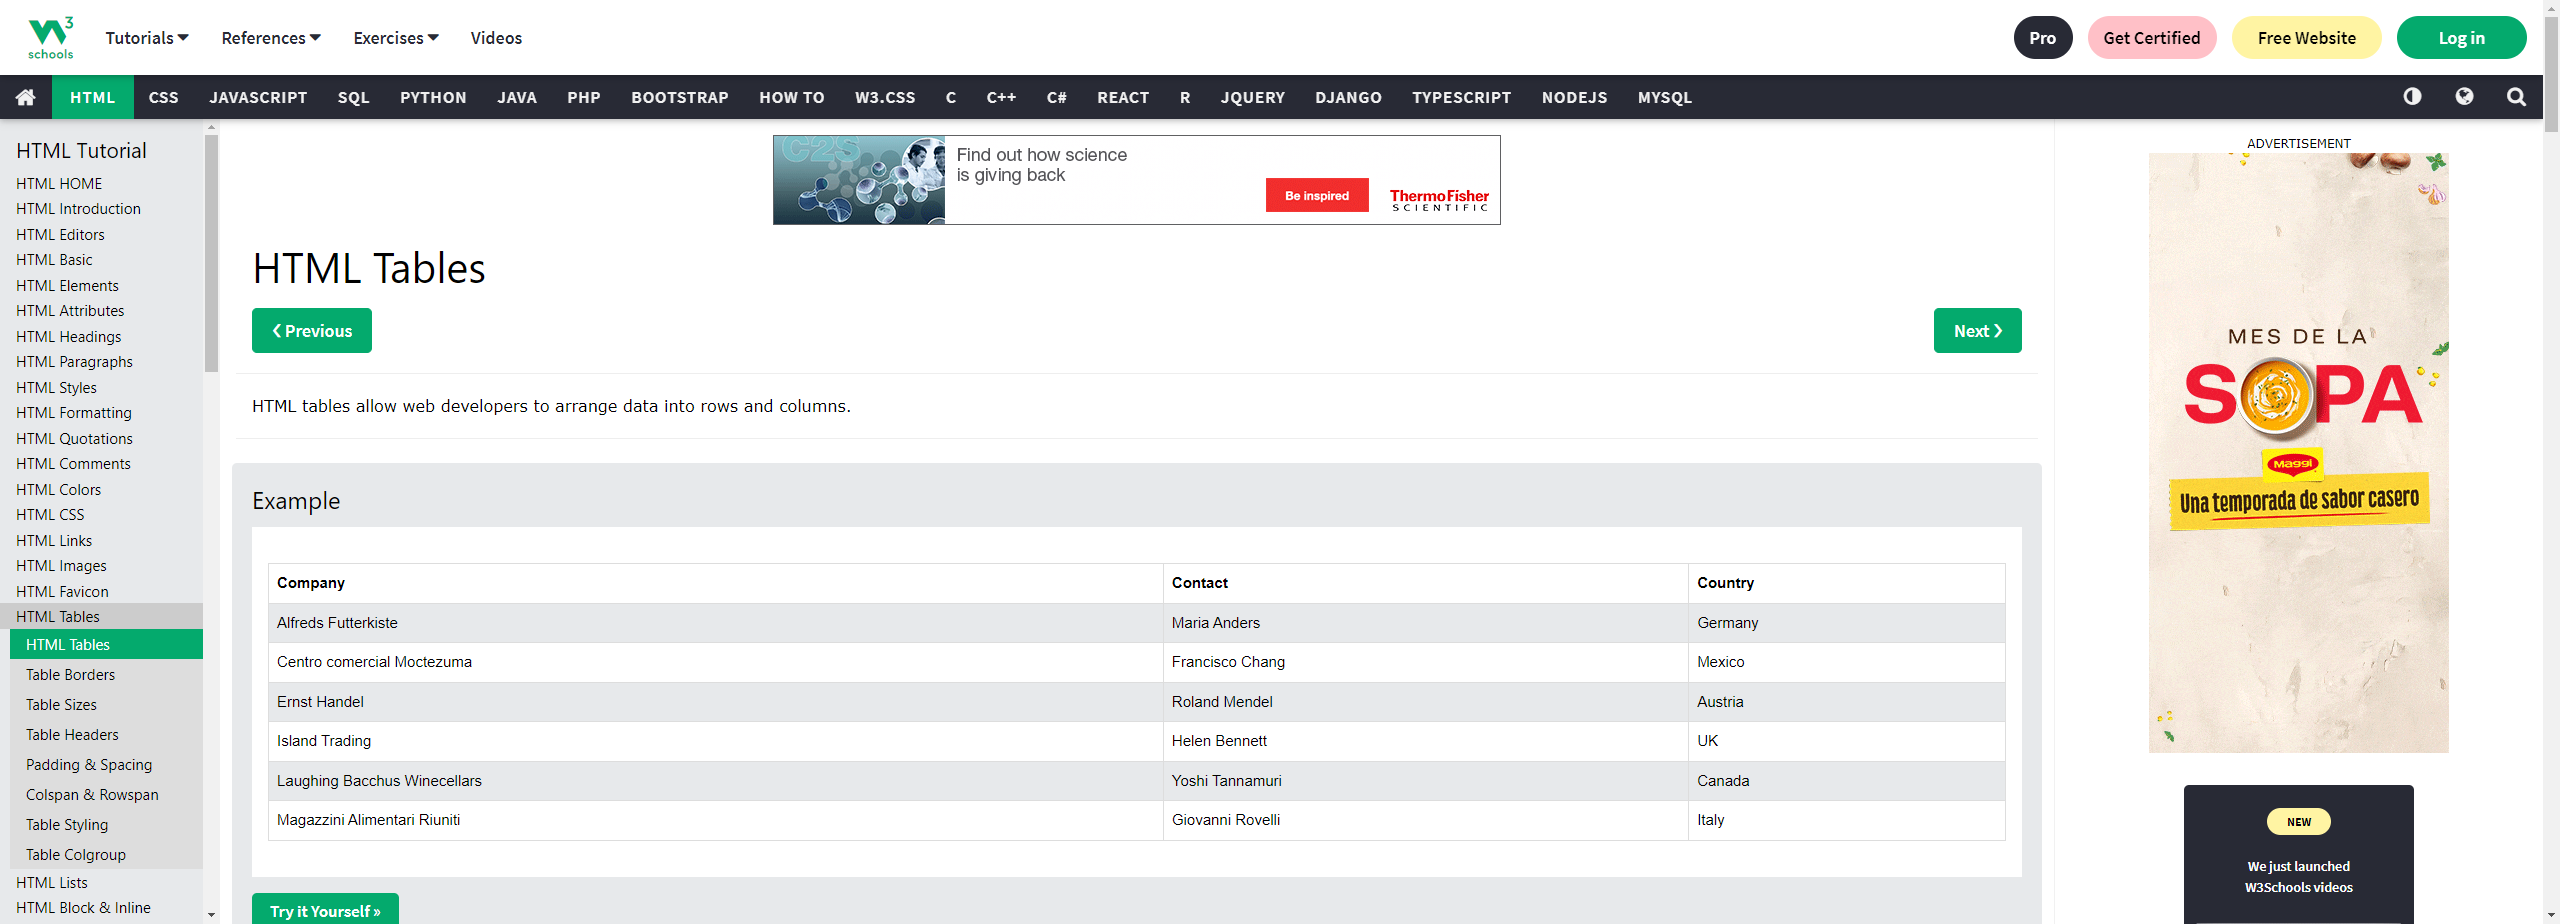 W3
schools
Tutorials
References
Exercises
Videos
Pro
Get Certified
Free Website
Log in
HTML
CSS
JAVASCRIPT
SQL
PYTHON
JAVA
PHP
BOOTSTRAP
HOW TO
W3.CSS
C
C++
C#
REACT
R
JQUERY
DJANGO
TYPESCRIPT
NODEJS
MYSQL
HTML Tutorial
HTML HOME
HTML Introduction
HTML Editors
HTML Basic
HTML Elements
HTML Attributes
HTML Headings
HTML Paragraphs
HTML Styles
HTML Formatting
HTML Quotations
HTML Comments
HTML Colors
HTML CSS
HTML Links
HTML Images
HTML Favicon
HTML Tables
HTML Tables
Table Borders
Table Sizes
Table Headers
Padding & Spacing
Colspan & Rowspan
Table Styling
Table Colgroup
HTML Lists
HTML Block & Inline
C2S
Find out how science
is giving back
Be inspired
ThermoFisher
SCIENTIFIC
HTML Tables
❮ Previous
Next ❯
HTML tables allow web developers to arrange data into rows and columns.
Example
Company Contact Country
Alfreds Futterkiste Maria Anders Germany
Centro comercial Moctezuma Francisco Chang Mexico
Ernst Handel Roland Mendel Austria
Island Trading Helen Bennett UK
Laughing Bacchus Winecellars Yoshi Tannamuri Canada
Magazzini Alimentari Riuniti Giovanni Rovelli Italy
Try it Yourself »
ADVERTISEMENT
MES DE LA
SOPA
Maggi
Una temporada de sabor casero
NEW
We just launched
W3Schools videos